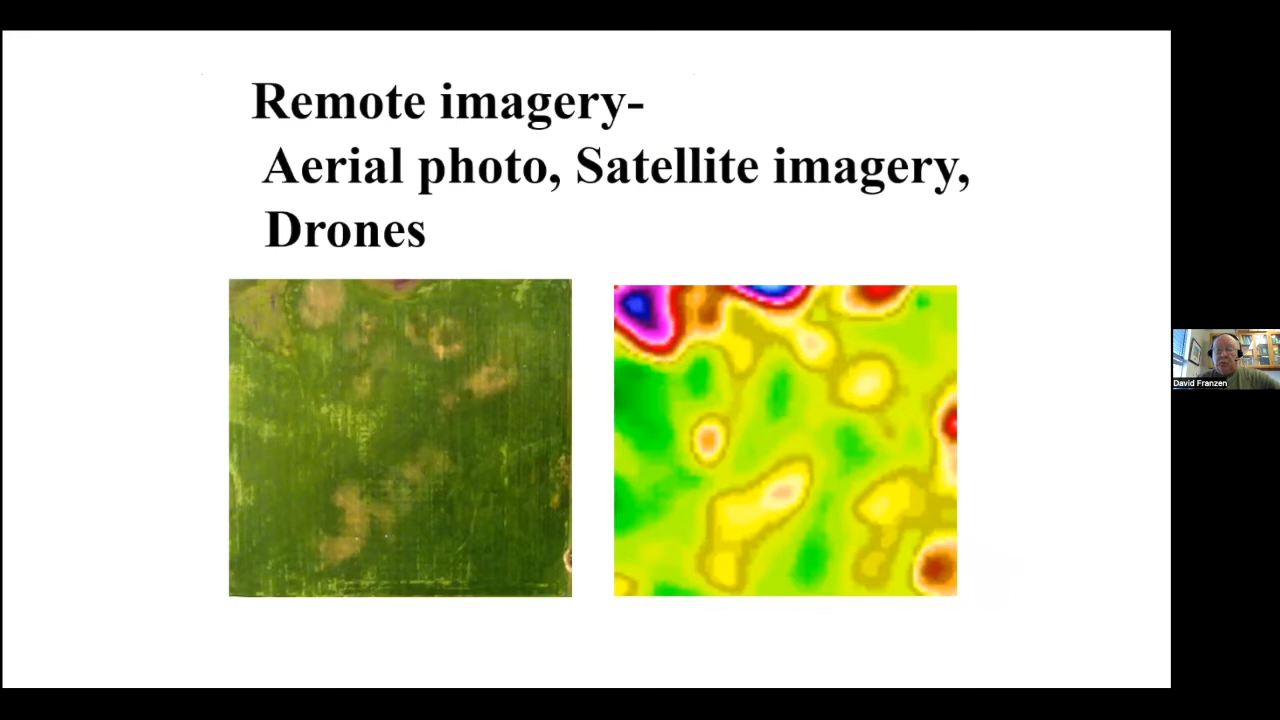 Remote imagery-
Aerial photo, Satellite imagery,
Drones
David Franzen